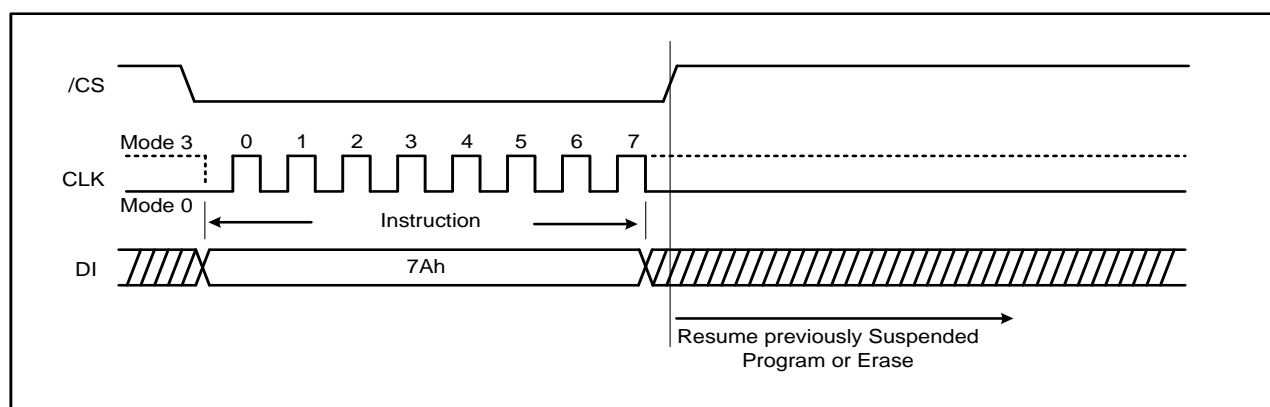 /CS
Mode 3
0 1 2 3 4 5 6 7
CLK
Mode 0
Instruction
DI
7Ah
Resume previously Suspended
Program or Erase